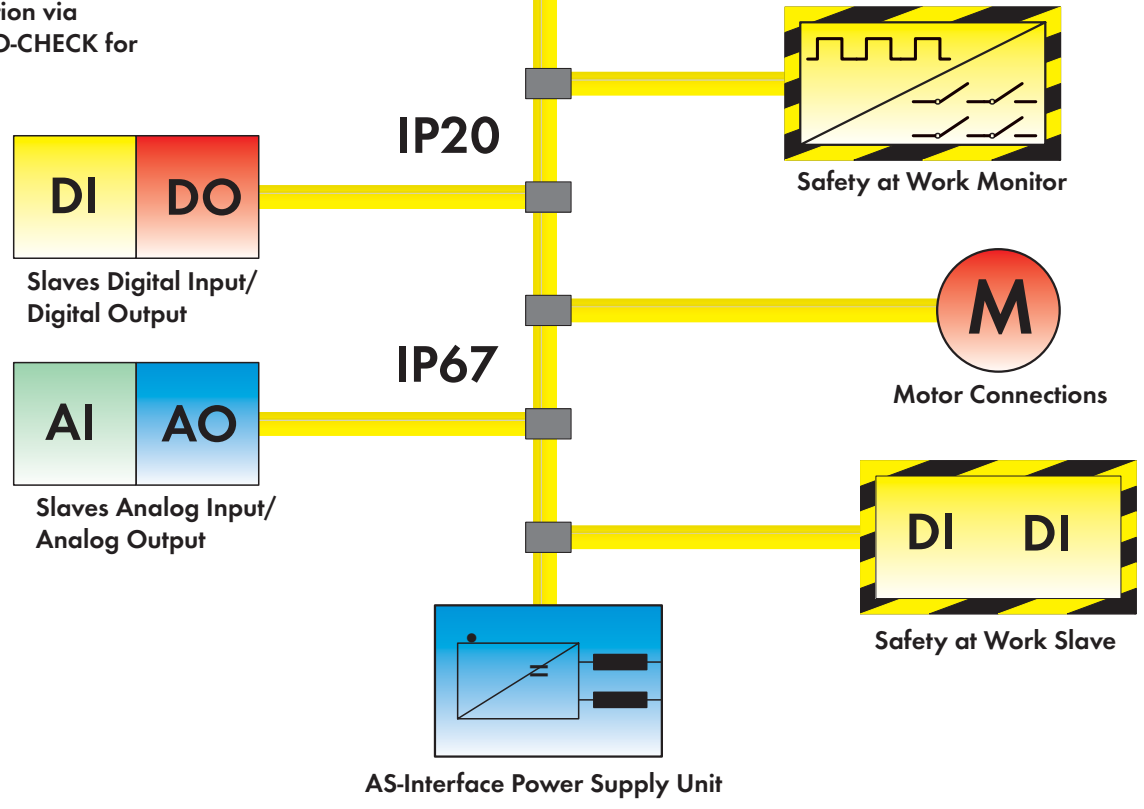 tion via
D-CHECK for
IP20
DI DO
Slaves Digital Input/
Digital Output
Safety at Work Monitor
M
Motor Connections
IP67
AI AO
Slaves Analog Input/
Analog Output
DI DI
Safety at Work Slave
AS-Interface Power Supply Unit